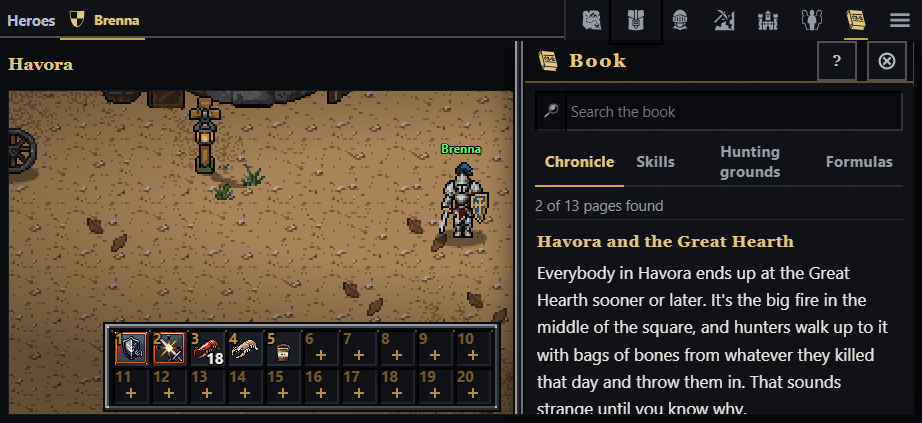 Heroes Brenna
Havora
Brenna
1 2 3 4 5 6 7 8 9 10
18
11 12 13 14 15 16 17 18 19 20
Book ?
Search the book
Chronicle Skills Hunting grounds Formulas
2 of 13 pages found
Havora and the Great Hearth
Everybody in Havora ends up at the Great
Hearth sooner or later. It's the big fire in the
middle of the square, and hunters walk up to it
with bags of bones from whatever they killed
that day and throw them in. That sounds
strange until you know why.